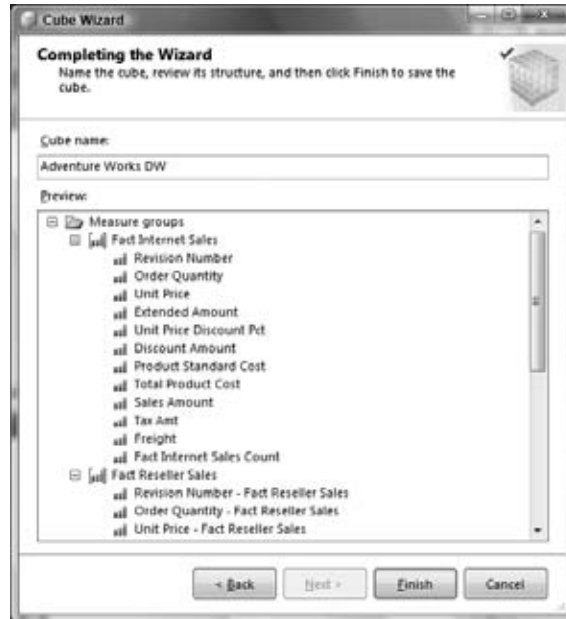 Cube Wizard
Completing the Wizard
Name the cube, review its structure, and then click Finish to save the
cube.
Cube name:
Adventure Works DW
Preview:
Measure groups
Fact Internet Sales
Revision Number
Order Quantity
Unit Price
Extended Amount
Unit Price Discount Pct
Discount Amount
Product Standard Cost
Total Product Cost
Sales Amount
Tax Amt
Freight
Fact Internet Sales Count
Fact Reseller Sales
Revision Number - Fact Reseller Sales
Order Quantity - Fact Reseller Sales
Unit Price - Fact Reseller Sales
< Back
Next >
Finish
Cancel